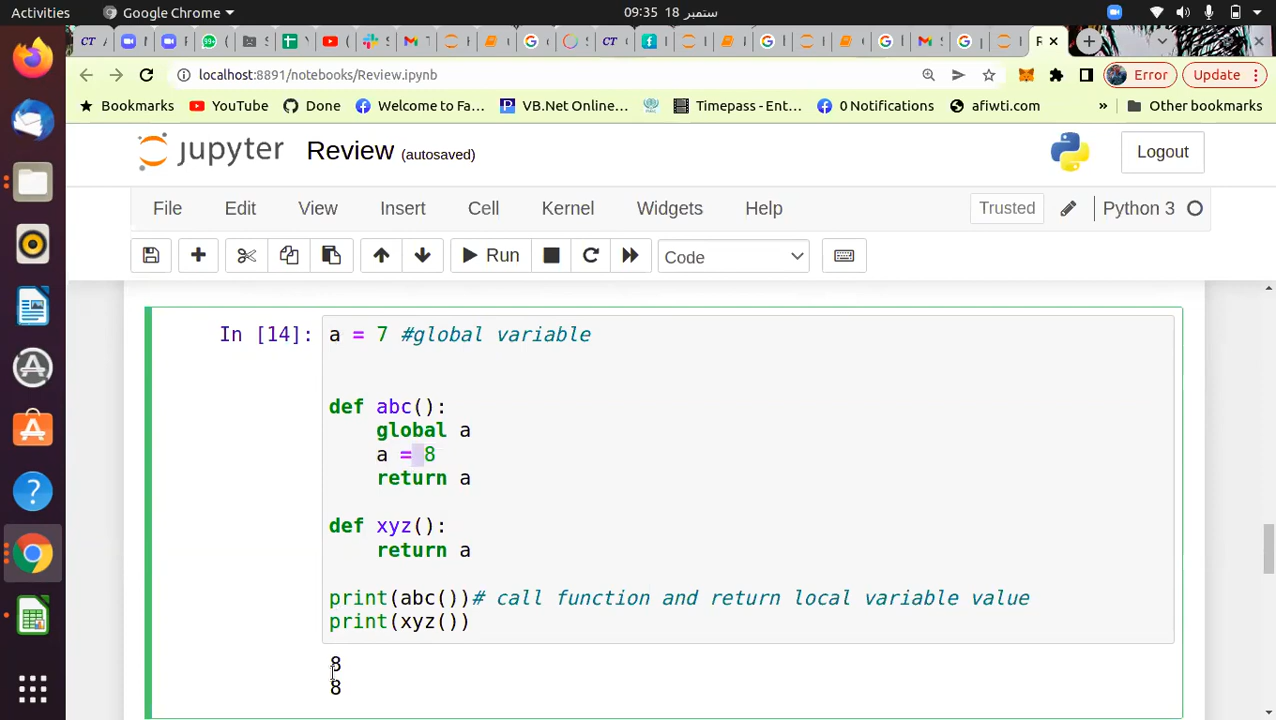 Activities Google Chrome 09:35 ستمبر 18
localhost:8891/notebooks/Review.ipynb Error Update
Bookmarks YouTube Done Welcome to Fa... VB.Net Online... Timepass - Ent... 0 Notifications afiwti.com » Other bookmarks
jupyter Review (autosaved) Logout
File Edit View Insert Cell Kernel Widgets Help Trusted Python 3
Run Code
In [14]: a = 7 #global variable
def abc():
global a
a = 8
return a
def xyz():
return a
print(abc())# call function and return local variable value
print(xyz())
8
8